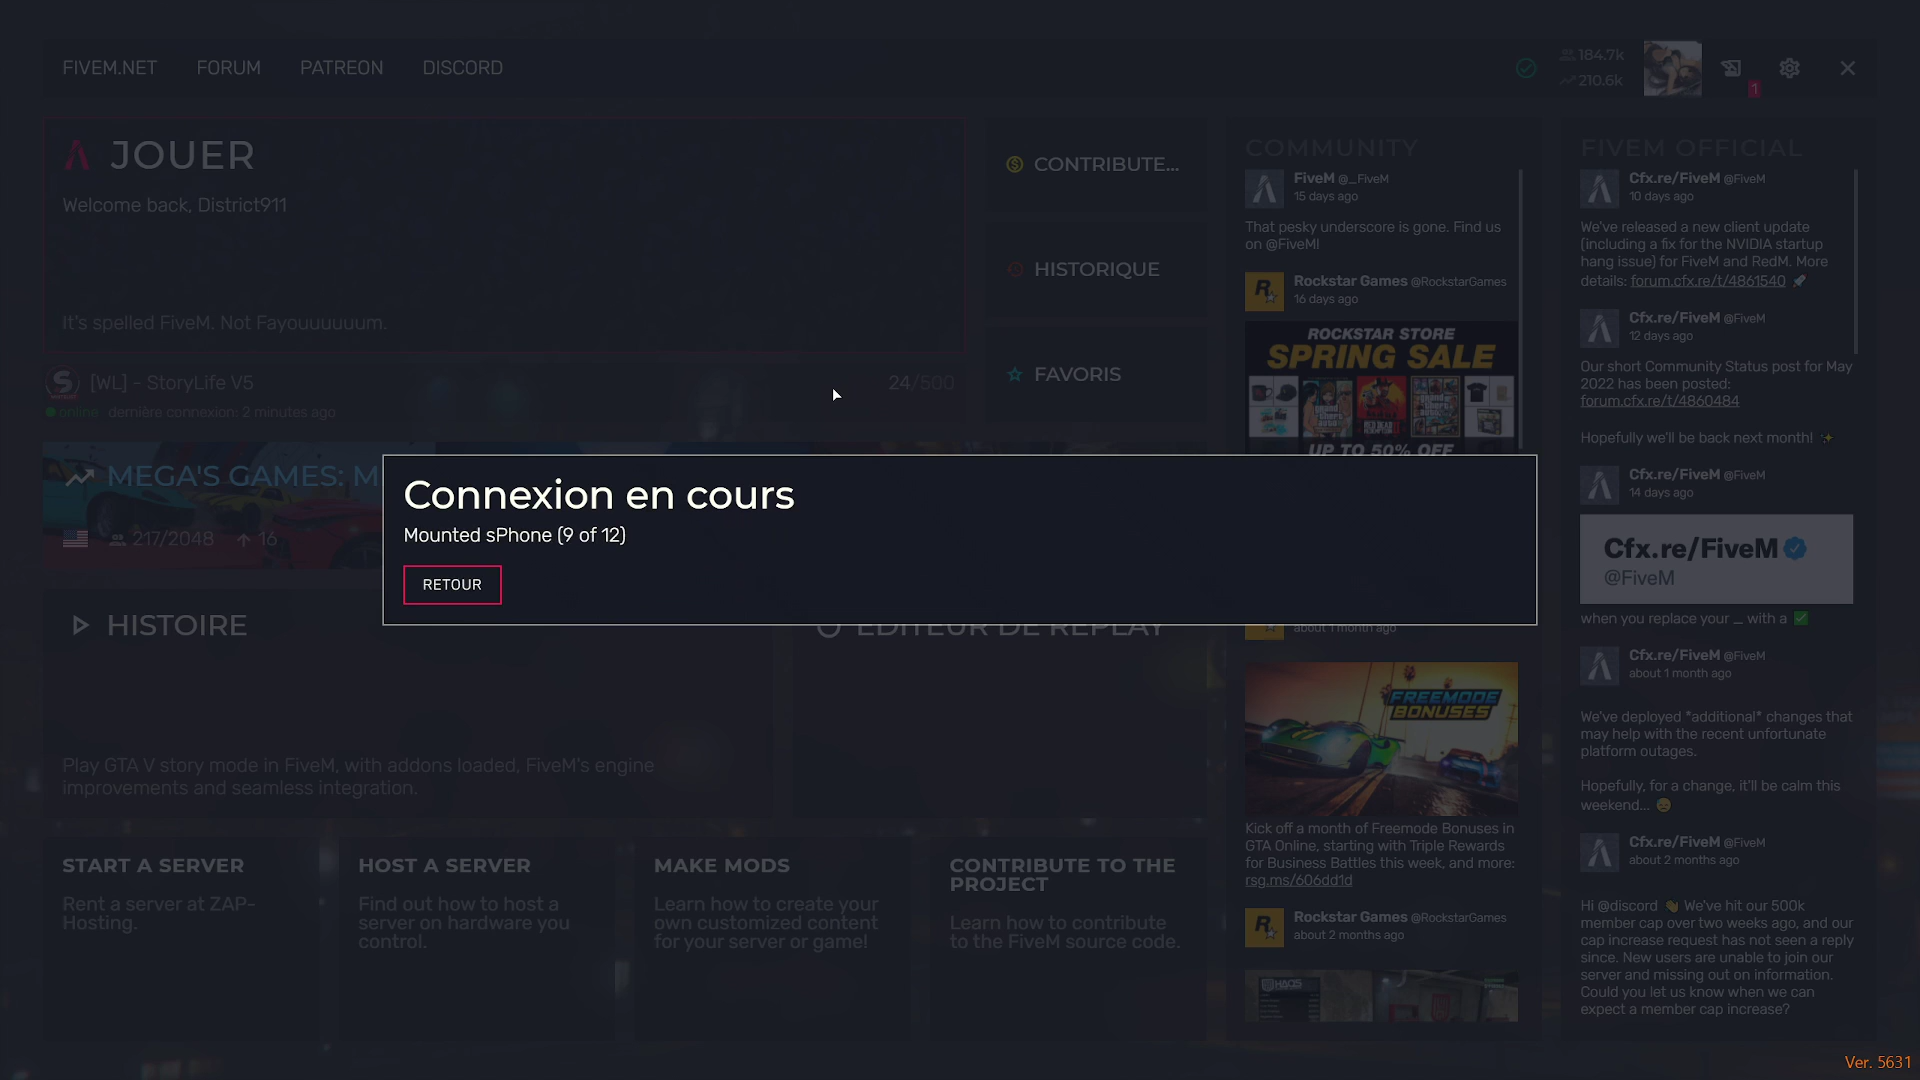 FIVEM.NET FORUM PATREON DISCORD
184.7k
210.6k
1
JOUER
Welcome back, District911
It's spelled FiveM. Not Fayouuuuuum.
[WL] - StoryLife V5 24/500
online dernière connexion: 2 minutes ago
MEGA'S GAMES: M
217/2048 16
CONTRIBUTE...
HISTORIQUE
FAVORIS
Connexion en cours
Mounted sPhone (9 of 12)
RETOUR
HISTOIRE
Play GTA V story mode in FiveM, with addons loaded, FiveM's engine
improvements and seamless integration.
EDITEUR DE REPLAY
START A SERVER
Rent a server at ZAP-
Hosting.
HOST A SERVER
Find out how to host a
server on hardware you
control.
MAKE MODS
Learn how to create your
own customized content
for your server or game!
CONTRIBUTE TO THE
PROJECT
Learn how to contribute
to the FiveM source code.
COMMUNITY
FiveM @_FiveM
15 days ago
That pesky underscore is gone. Find us
on @FiveM!
Rockstar Games @RockstarGames
16 days ago
ROCKSTAR STORE
SPRING SALE
UP TO 50% OFF
about 1 month ago
FREEMODE
BONUSES
Kick off a month of Freemode Bonuses in
GTA Online, starting with Triple Rewards
for Business Battles this week, and more:
rsg.ms/606dd1d
Rockstar Games @RockstarGames
about 2 months ago
FIVEM OFFICIAL
Cfx.re/FiveM @FiveM
10 days ago
We've released a new client update
(including a fix for the NVIDIA startup
hang issue) for FiveM and RedM. More
details: forum.cfx.re/t/4861540 🚀
Cfx.re/FiveM @FiveM
12 days ago
Our short Community Status post for May
2022 has been posted:
forum.cfx.re/t/4860484
Hopefully we'll be back next month! ✨
Cfx.re/FiveM @FiveM
14 days ago
Cfx.re/FiveM
@FiveM
when you replace your _ with a ✅
Cfx.re/FiveM @FiveM
about 1 month ago
We've deployed *additional* changes that
may help with the recent unfortunate
platform outages.
Hopefully, for a change, it'll be calm this
weekend... 😥
Cfx.re/FiveM @FiveM
about 2 months ago
Hi @discord 👋 We've hit our 500k
member cap over two weeks ago, and our
cap increase request has not seen a reply
since. New users are unable to join our
server and missing out on information.
Could you let us know when we can
expect a member cap increase?
Ver. 5631